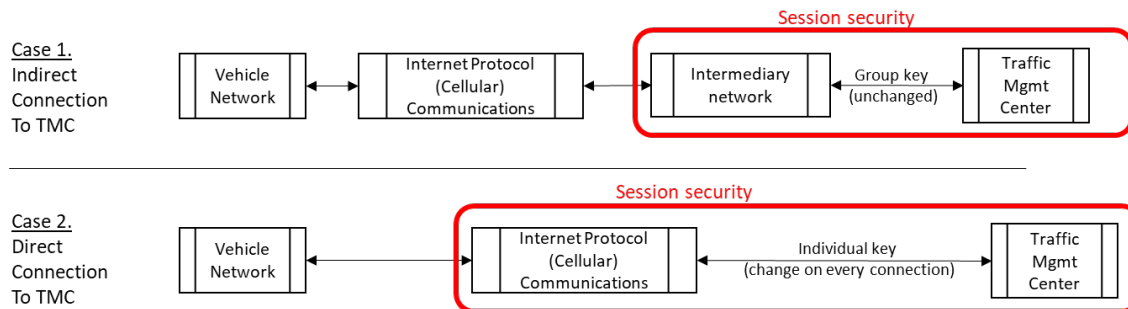 Session security
Case 1.
Indirect
Connection
To TMC
Vehicle
Network
Internet Protocol
(Cellular)
Communications
Intermediary
network
Group key
(unchanged)
Traffic
Mgmt
Center
Session security
Case 2.
Direct
Connection
To TMC
Vehicle
Network
Internet Protocol
(Cellular)
Communications
Individual key
(change on every connection)
Traffic
Mgmt
Center